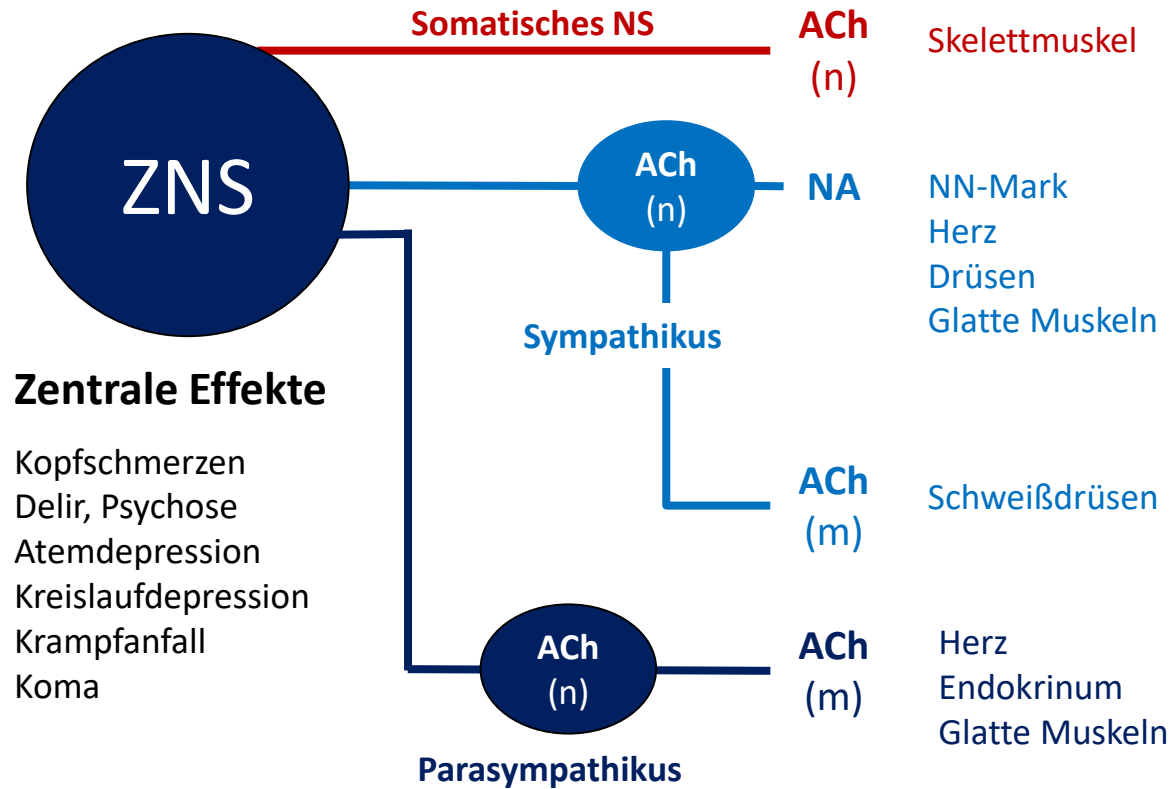 Somatisches NS
ACh
(n)
Skelettmuskel
ZNS
ACh
(n)
NA
NN-Mark
Herz
Drüsen
Glatte Muskeln
Sympathikus
ACh
(m)
Schweißdrüsen
Zentrale Effekte
Kopfschmerzen
Delir, Psychose
Atemdepression
Kreislaufdepression
Krampfanfall
Koma
ACh
(n)
Parasympathikus
ACh
(m)
Herz
Endokrinum
Glatte Muskeln